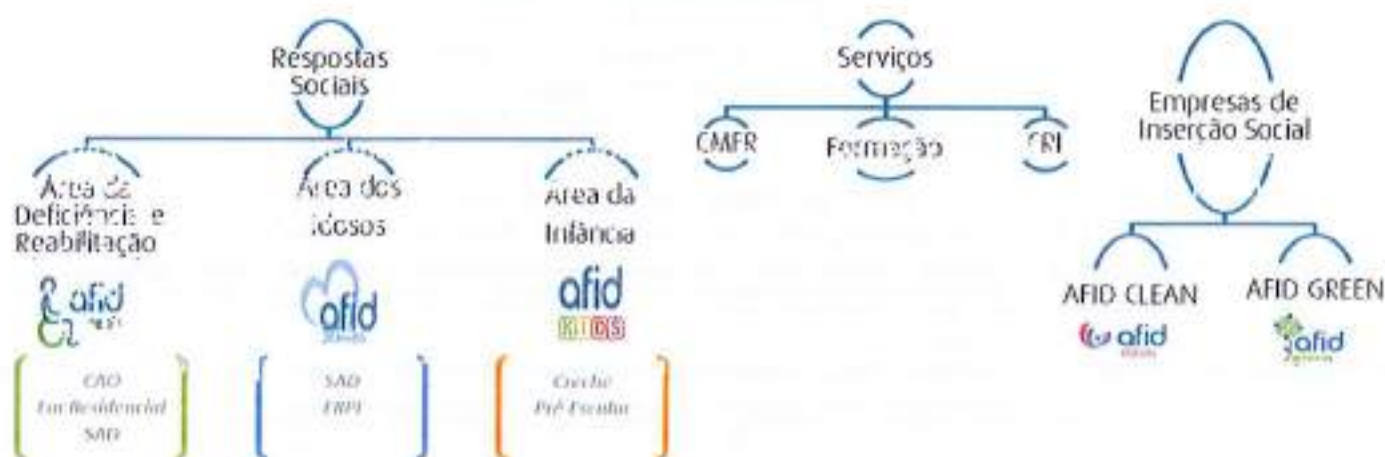 Respostas
Sociais
Área da
Deficiência e
Reabilitação
afid
CAO
Lar Residencial
SAD
Área dos
Idosos
afid
SAD
ERPI
Área da
Infância
afid
KIDS
Creche
Pré Escolar
Serviços
CMFR
Formação
CRI
Empresas de
Inserção Social
AFID CLEAN
afid
AFID GREEN
afid
green